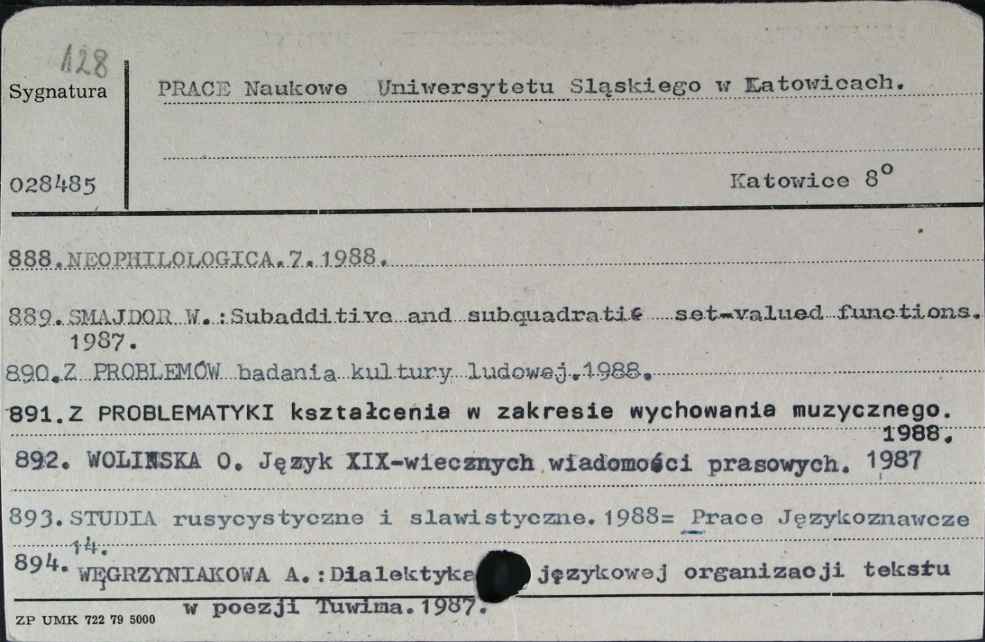 128
Sygnatura
PRACE Naukowe Uniwersytetu Sląskiego w Katowicach.
028485
Katowice 8°
888. NEOPHILOLOGICA.7.1988.
889. SMAJDOR W.:Subadditive and subquadratic set-valued functions.
1987.
890. Z PROBLEMÓW badania kultury ludowej.1988.
891. Z PROBLEMATYKI kształcenia w zakresie wychowania muzycznego.
1988.
892. WOLIŃSKA O. Język XIX-wiecznych wiadomości prasowych. 1987
893. STUDIA rusycystyczne i slawistyczne. 1988= Prace Językoznawcze
14.
894. WĘGRZYNIAKOWA A.:Dialektyka językowej organizacji tekstu
w poezji Tuwima.1987.
ZP UMK 722 79 5000